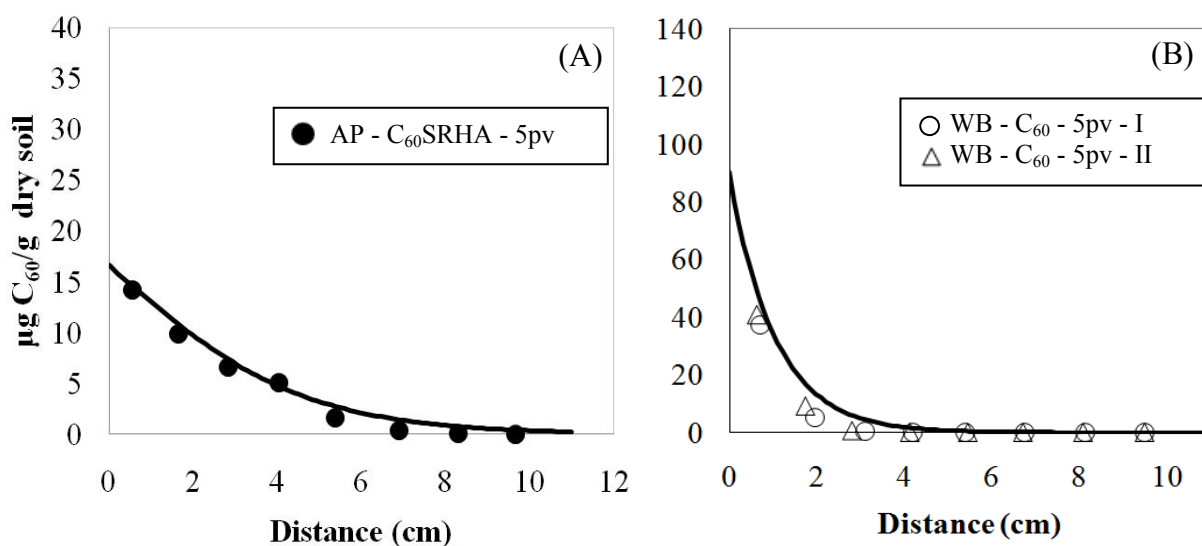 (A)
40
35
30
25
20
15
10
5
0
µg C₆₀/g dry soil
AP - C₆₀SRHA - 5pv
0 2 4 6 8 10 12
Distance (cm)
(B)
140
120
100
80
60
40
20
0
WB - C₆₀ - 5pv - I
WB - C₆₀ - 5pv - II
0 2 4 6 8 10
Distance (cm)